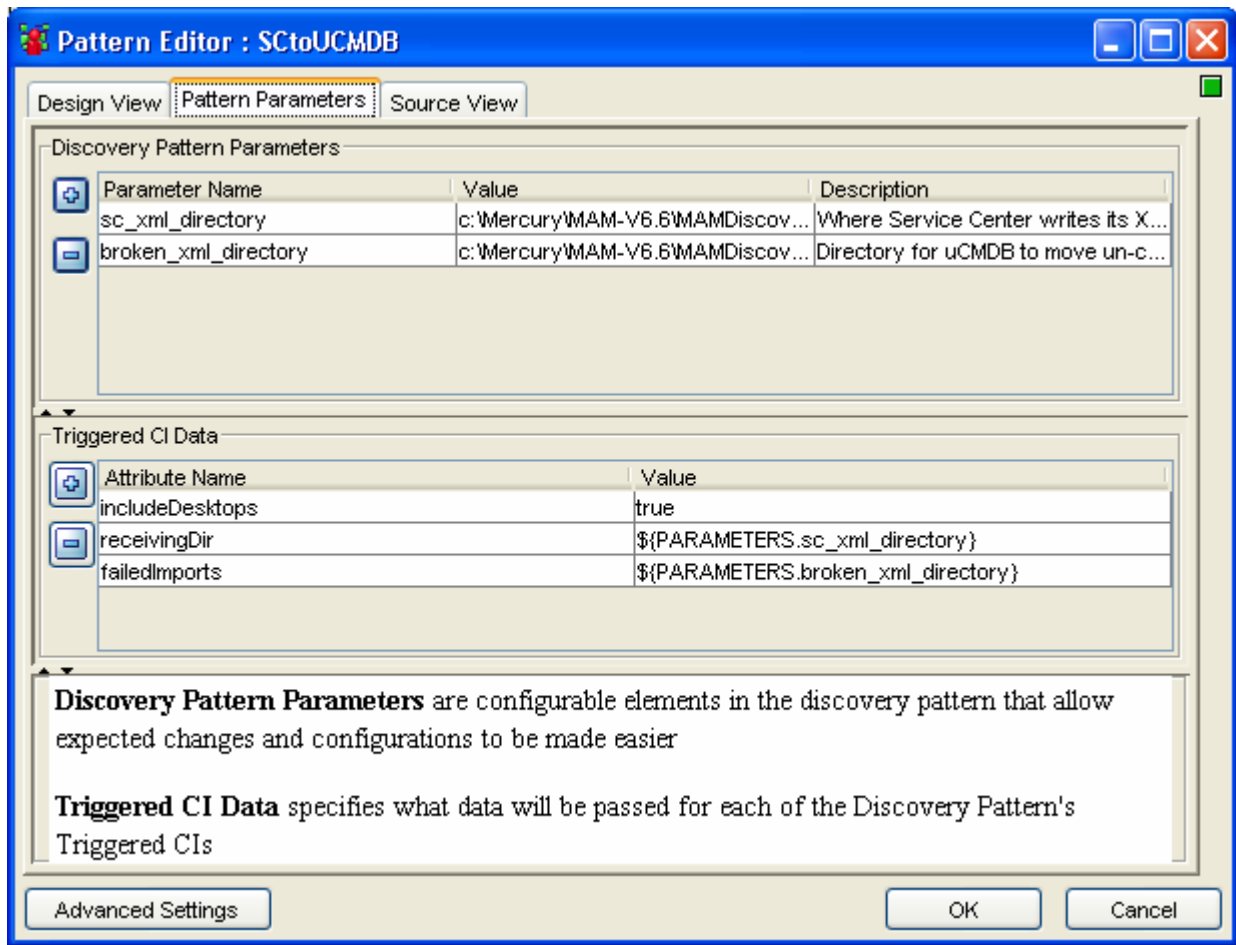 Pattern Editor : SCtoUCMDB
Design View Pattern Parameters Source View
Discovery Pattern Parameters
Parameter Name Value Description
sc_xml_directory c:\Mercury\MAM-V6.6\MAMDiscov... Where Service Center writes its X...
broken_xml_directory c:\Mercury\MAM-V6.6\MAMDiscov... Directory for uCMDB to move un-c...
Triggered CI Data
Attribute Name Value
includeDesktops true
receivingDir ${PARAMETERS.sc_xml_directory}
failedImports ${PARAMETERS.broken_xml_directory}
Discovery Pattern Parameters are configurable elements in the discovery pattern that allow
expected changes and configurations to be made easier
Triggered CI Data specifies what data will be passed for each of the Discovery Pattern's
Triggered CIs
Advanced Settings OK Cancel